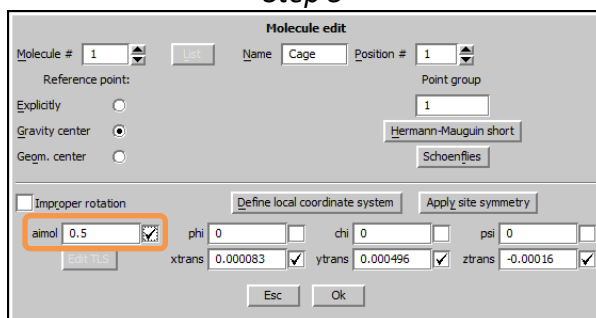 Molecule edit
Molecule # 1 List Name Cage Position # 1
Reference point: Point group
Explicitly 1
Gravity center Hermann-Mauguin short
Geom. center Schoenflies
Improper rotation Define local coordinate system Apply site symmetry
aimol 0.5 phi 0 chi 0 psi 0
Edit TLS xtrans 0.000083 ytrans 0.000496 ztrans -0.00016
Esc Ok